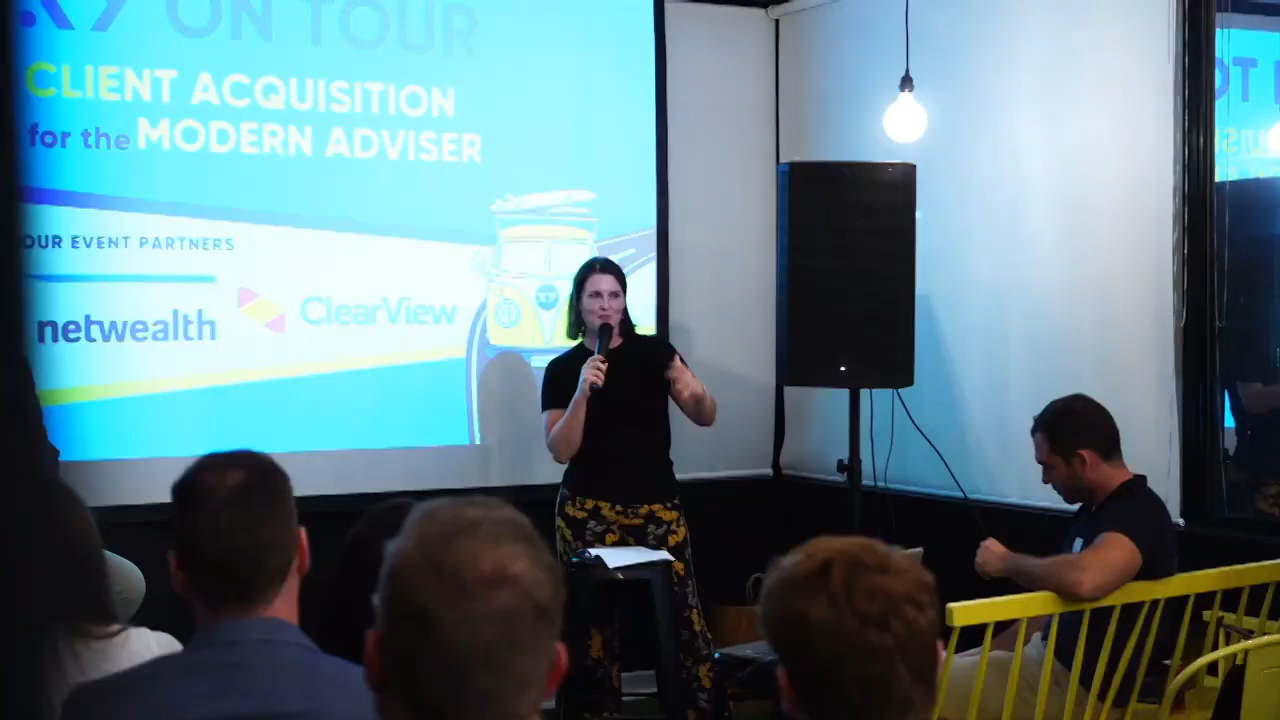 ON TOUR
CLIENT ACQUISITION
for the MODERN ADVISER
OUR EVENT PARTNERS
netwealth
ClearView